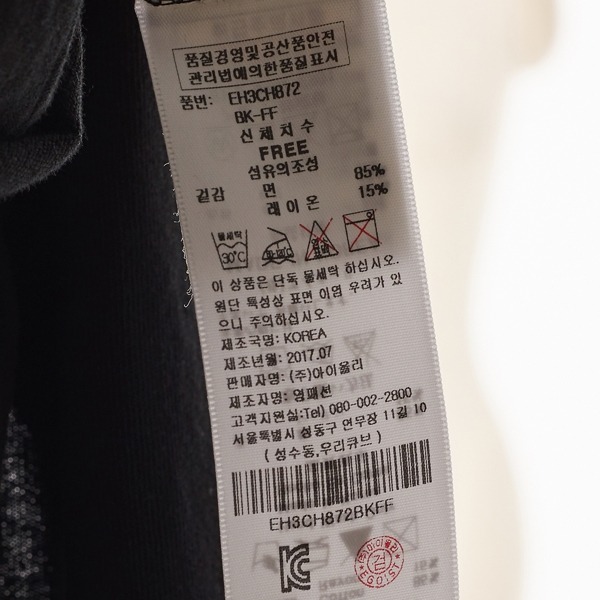 품질경영및공산품안전
관리법에의한품질표시
품번: EH3CH872
BK-FF
신체치수
FREE
섬유의조성
겉감 면 85%
레이온 15%
물세탁
30℃
이 상품은 단독 물세탁 하십시오.
원단 특성상 표면 이염 우려가 있
으니 주의하십시오.
제조국명: KOREA
제조년월: 2017.07
판매자명: (주)아이올리
제조자명: 영패션
고객지원실:Tel) 080-002-2800
서울특별시 성동구 연무장 11길 10
( 성수동,우리큐브 )
EH3CH872BKFF
KC
검
EGOIST